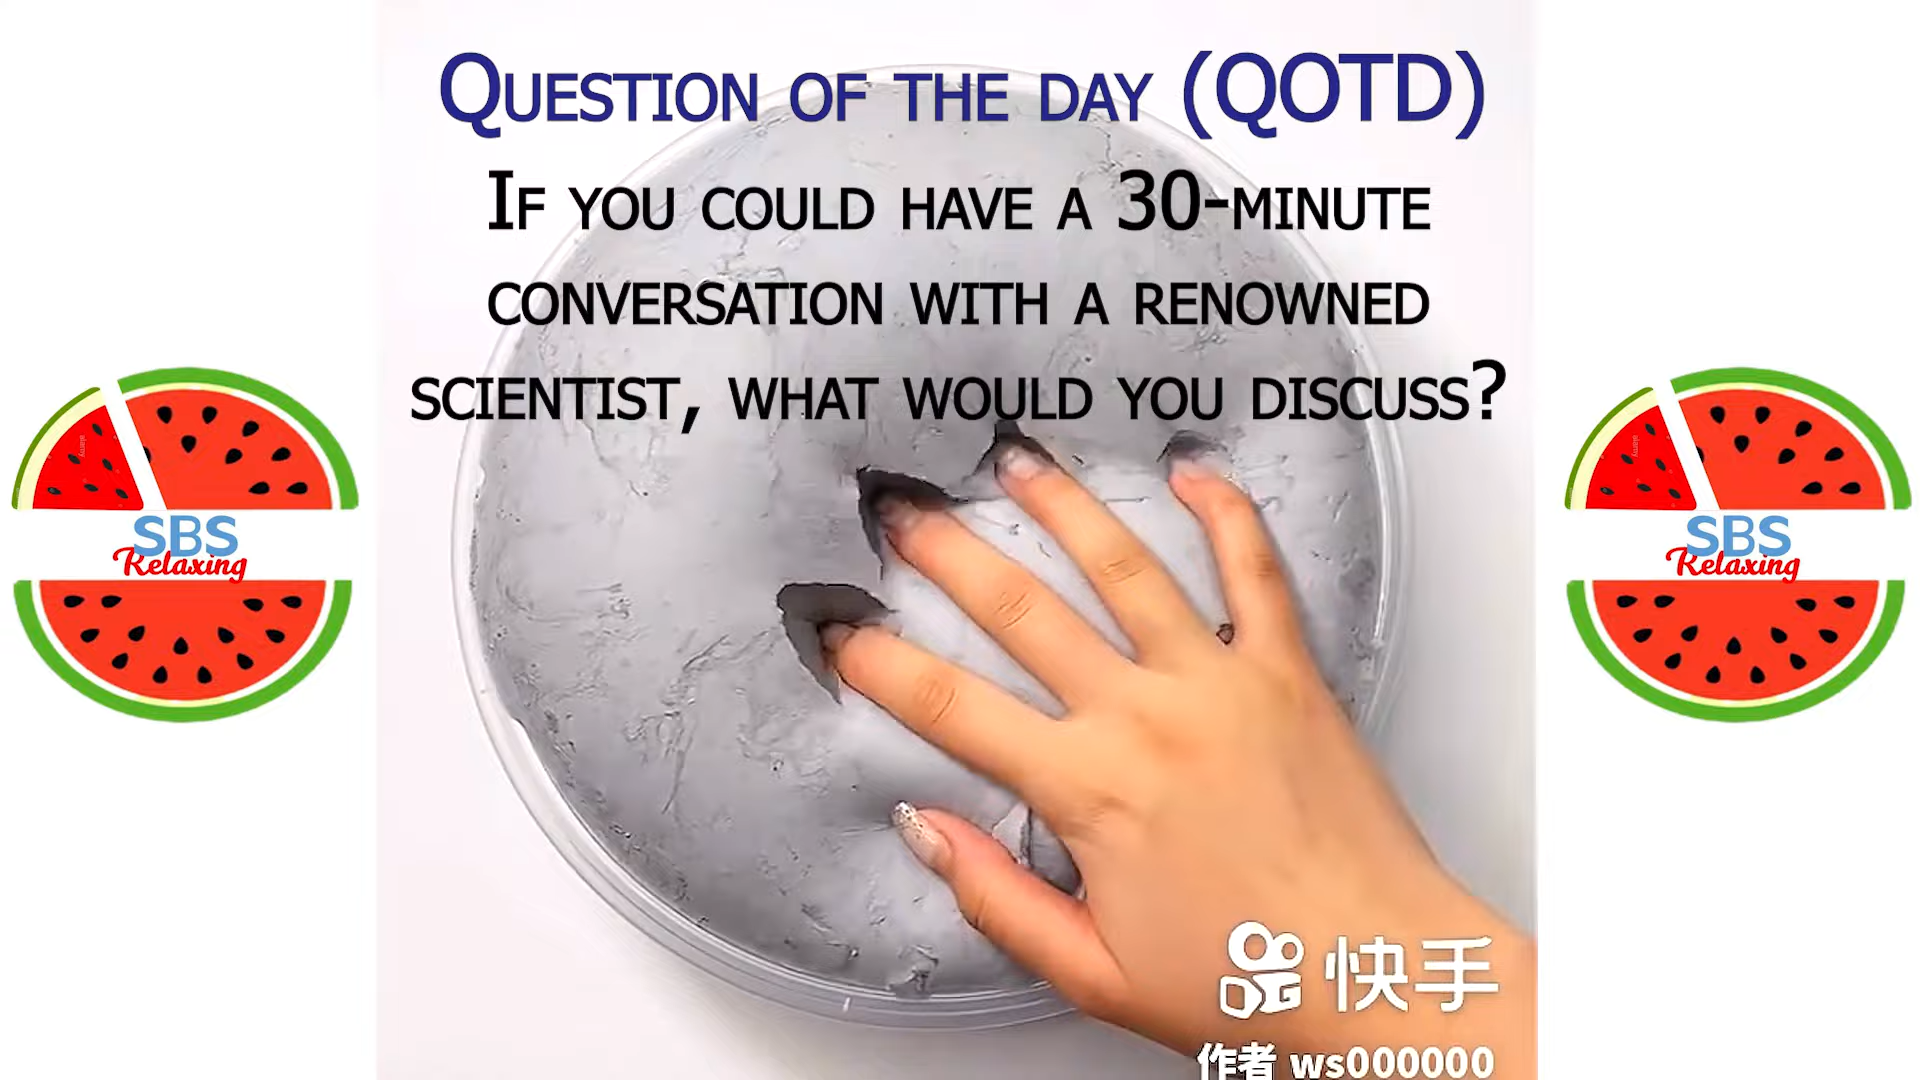 Question of the day (QOTD)
If you could have a 30-minute
conversation with a renowned
scientist, what would you discuss?
SBS
Relaxing
SBS
Relaxing
快手
作者 ws000000